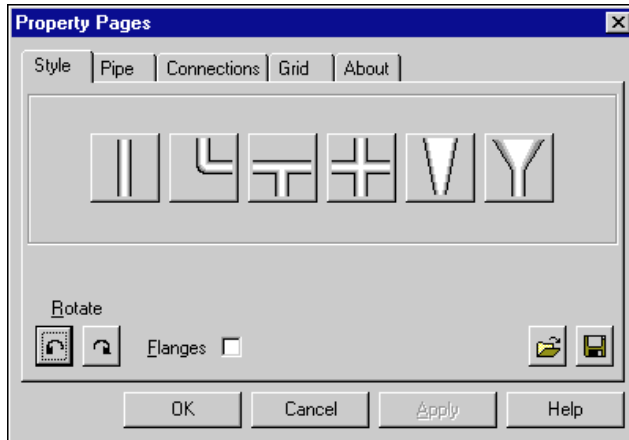 Property Pages
Style Pipe Connections Grid About
Rotate
Flanges
OK Cancel Apply Help